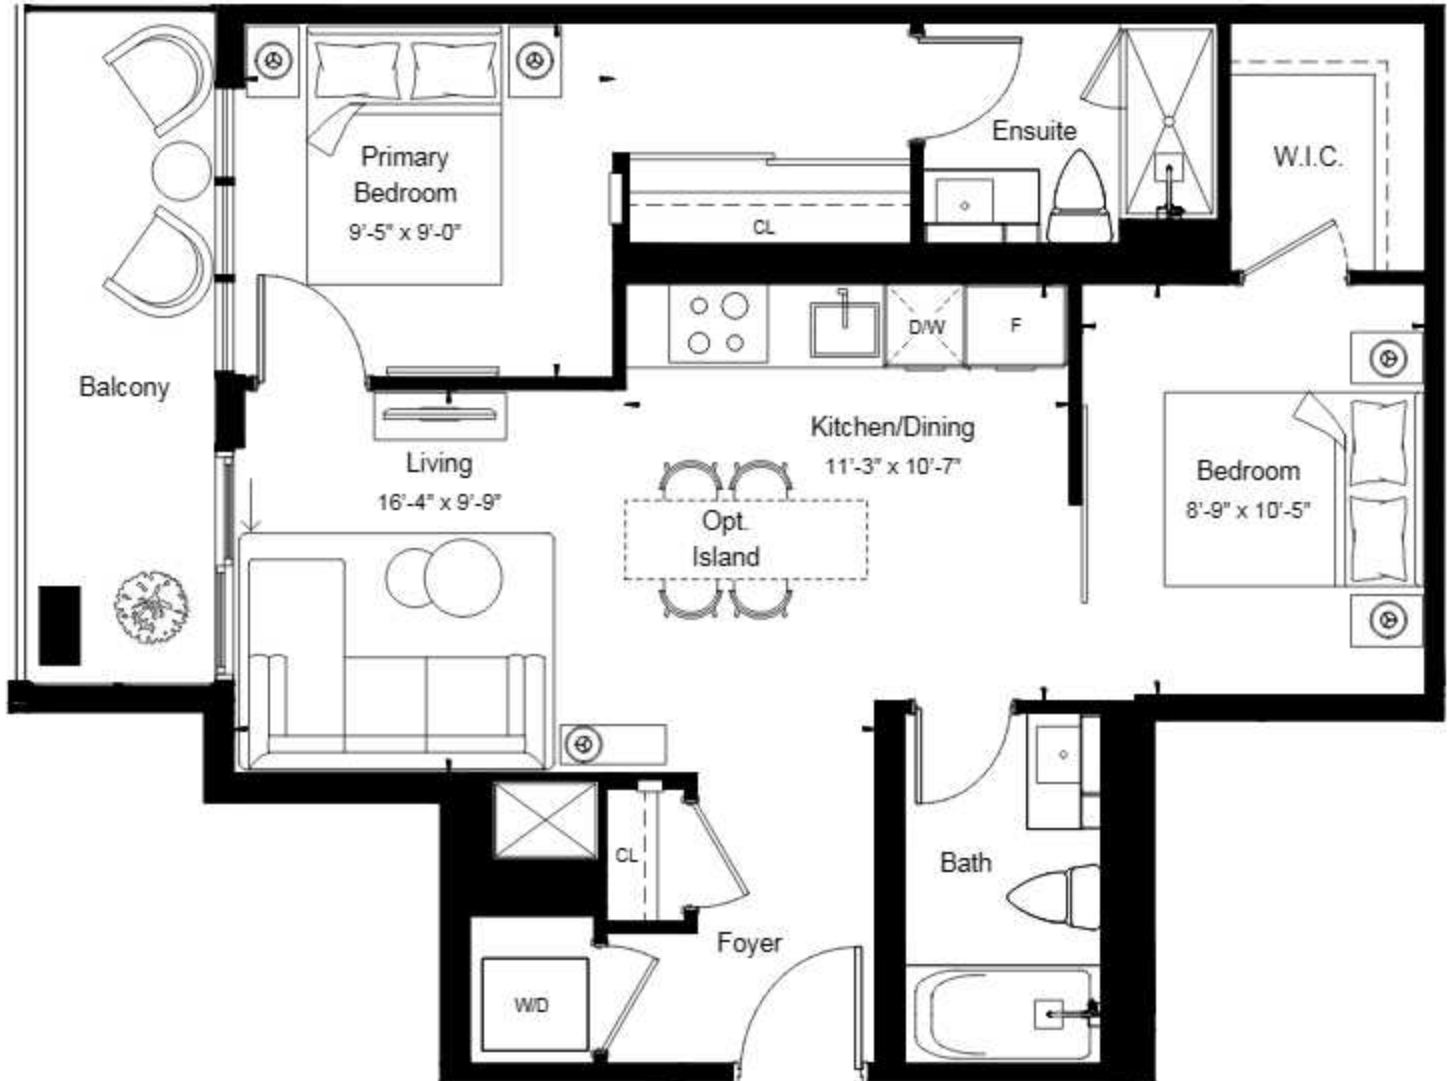 Primary
Bedroom
9'-5" x 9'-0"
Ensuite
W.I.C.
CL
D/W
F
Balcony
Living
16'-4" x 9'-9"
Kitchen/Dining
11'-3" x 10'-7"
Bedroom
8'-9" x 10'-5"
Opt.
Island
CL
Bath
Foyer
W/D